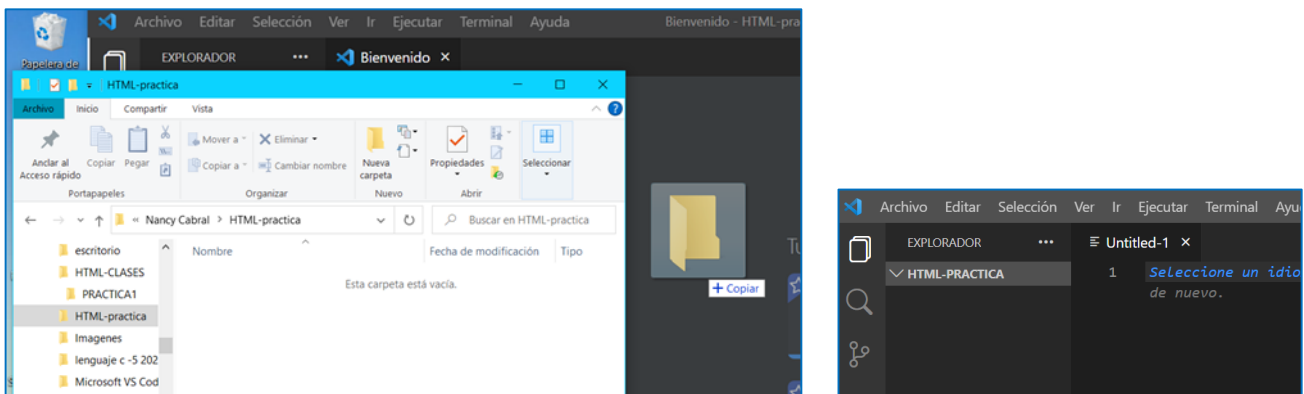 Archivo Editar Selección Ver Ir Ejecutar Terminal Ayuda Bienvenido - HTML-pra
Papelera de
EXPLORADOR ··· Bienvenido ×
HTML-practica
Archivo Inicio Compartir Vista
Anclar al Acceso rápido
Copiar Pegar
Mover a Eliminar
Copiar a Cambiar nombre
Nueva carpeta
Propiedades
Seleccionar
Portapapeles Organizar Nuevo Abrir
« Nancy Cabral > HTML-practica
Buscar en HTML-practica
Nombre Fecha de modificación Tipo
escritorio
HTML-CLASES
PRACTICA1
HTML-practica
Imagenes
lenguaje c -5 202
Microsoft VS Cod
Esta carpeta está vacía.
+ Copiar
Archivo Editar Selección Ver Ir Ejecutar Terminal Ayu
EXPLORADOR ··· Untitled-1 ×
HTML-PRACTICA
1 Seleccione un idio
de nuevo.